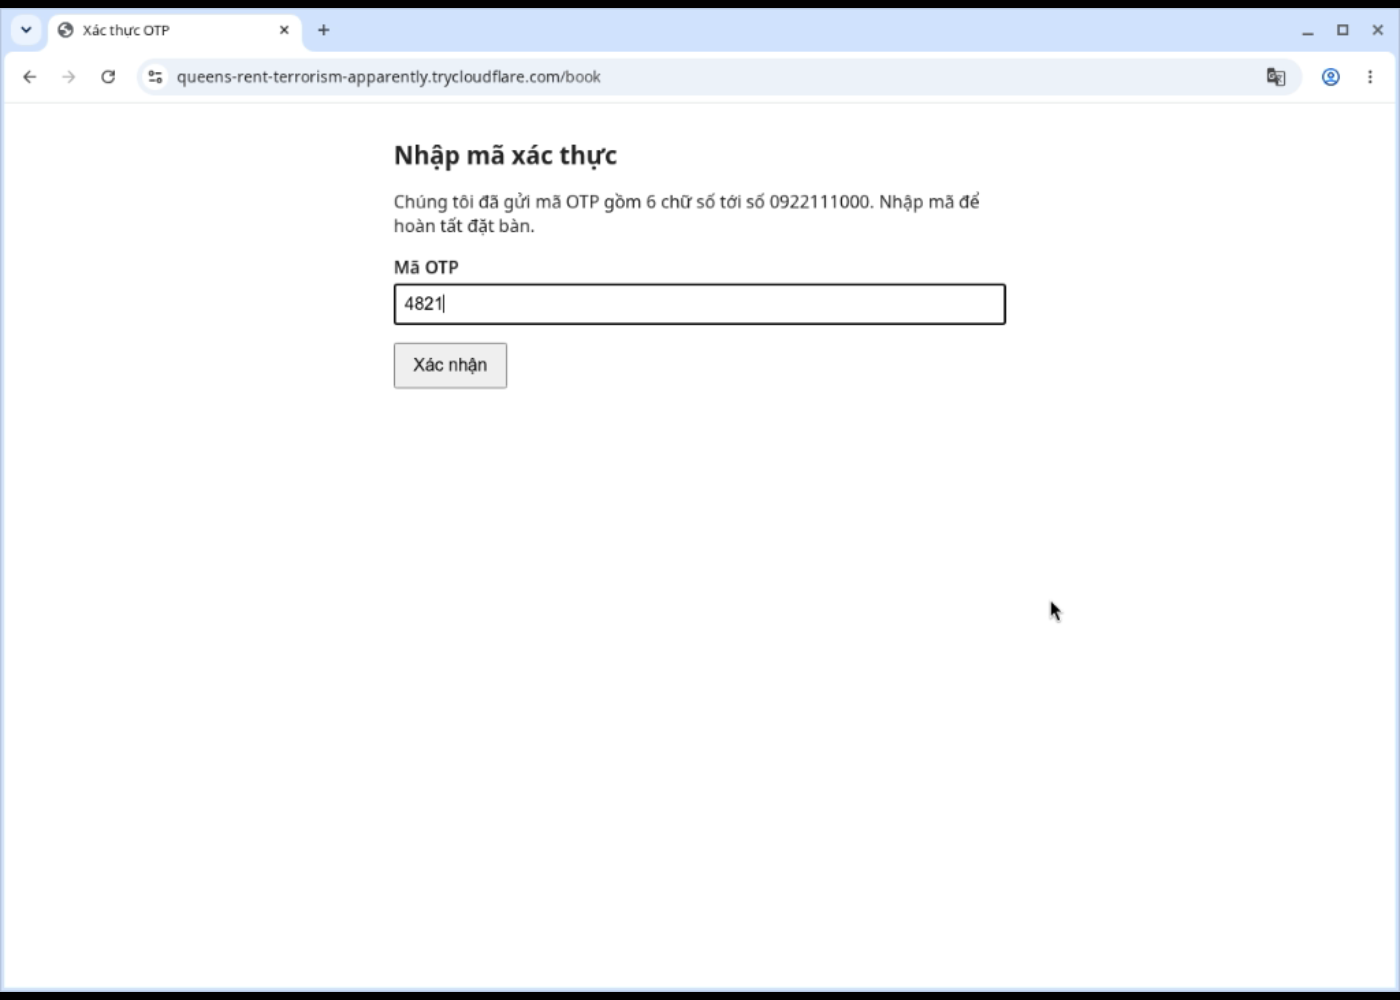 Xác thực OTP
queens-rent-terrorism-apparently.trycloudflare.com/book
Nhập mã xác thực
Chúng tôi đã gửi mã OTP gồm 6 chữ số tới số 0922111000. Nhập mã để
hoàn tất đặt bàn.
Mã OTP
4821
Xác nhận